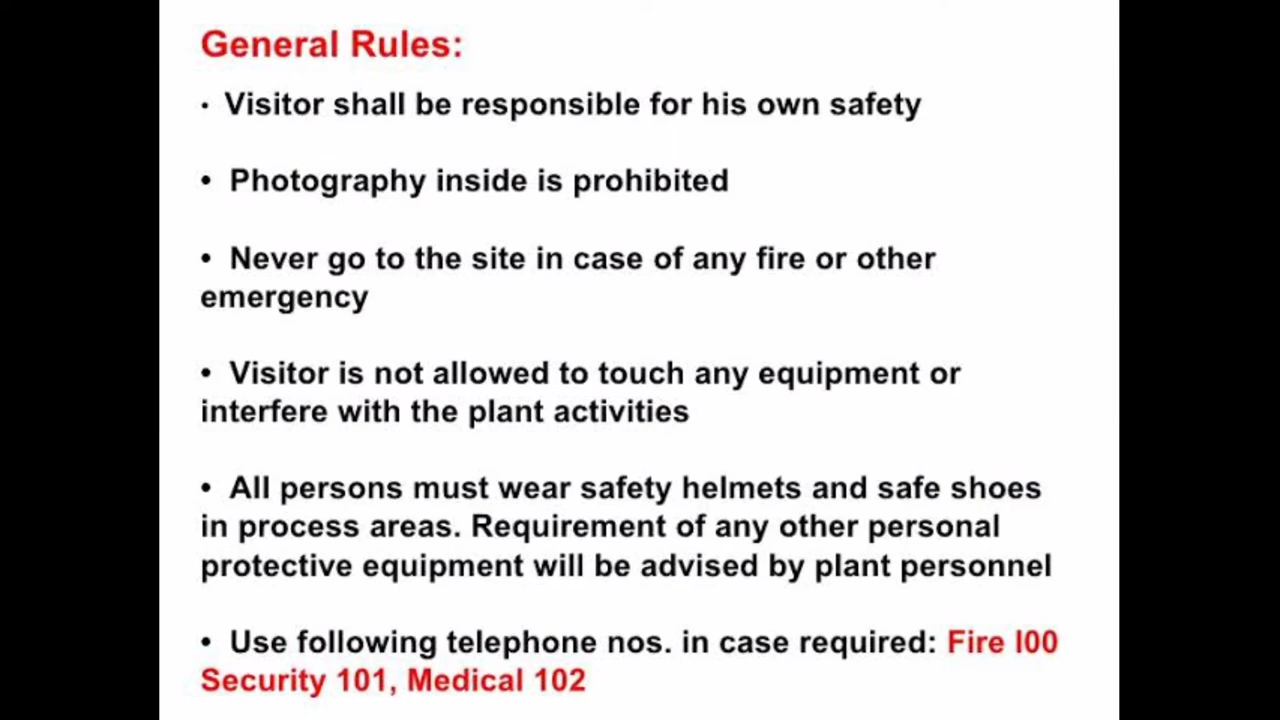 General Rules:
• Visitor shall be responsible for his own safety
• Photography inside is prohibited
• Never go to the site in case of any fire or other
emergency
• Visitor is not allowed to touch any equipment or
interfere with the plant activities
• All persons must wear safety helmets and safe shoes
in process areas. Requirement of any other personal
protective equipment will be advised by plant personnel
• Use following telephone nos. in case required: Fire l00
Security 101, Medical 102